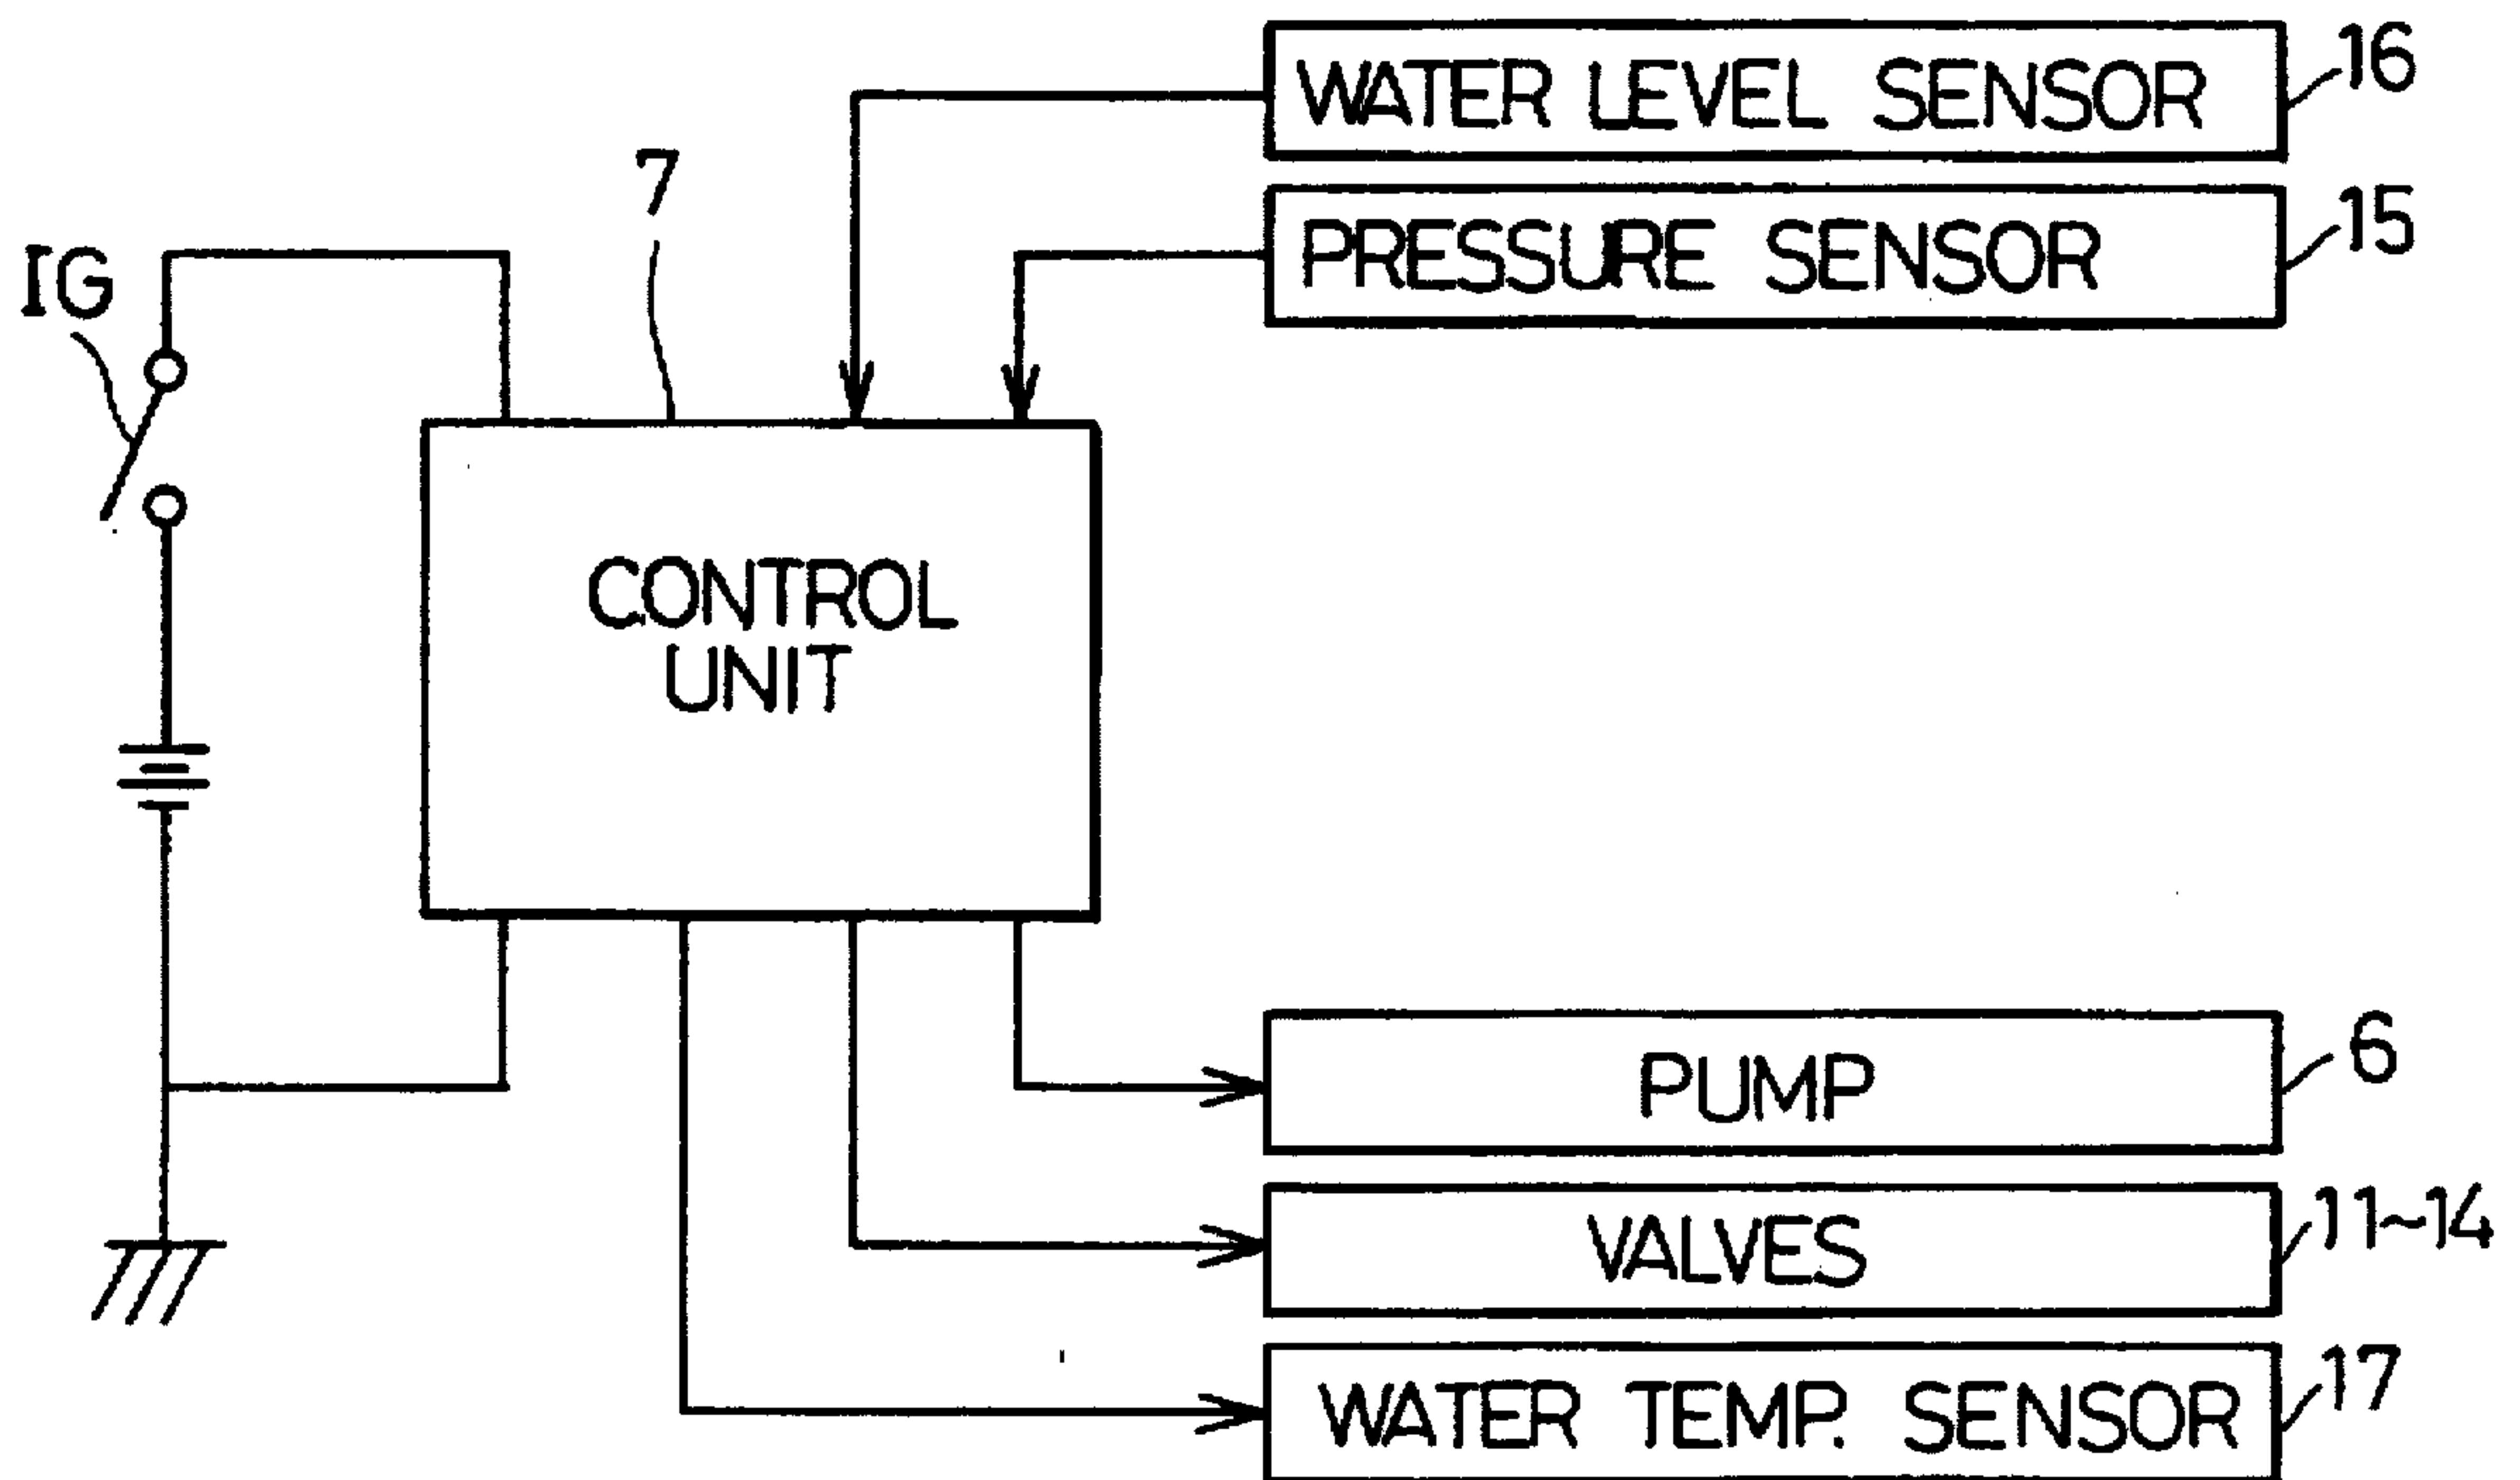 WATER LEVEL SENSOR
16
PRESSURE SENSOR
15
7
IG
CONTROL
UNIT
PUMP
6
VALVES
11~14
WATER TEMP. SENSOR
17